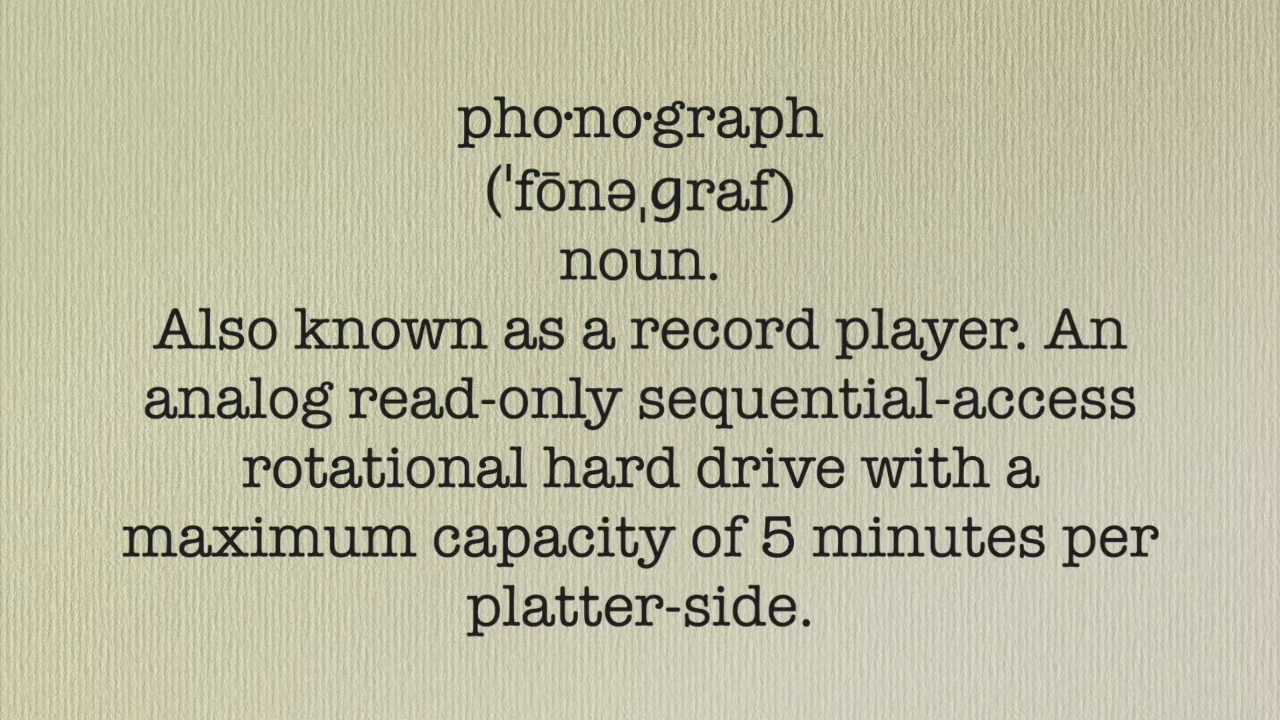 pho·no·graph
(ˈfōnəˌɡraf)
noun.
Also known as a record player. An
analog read-only sequential-access
rotational hard drive with a
maximum capacity of 5 minutes per
platter-side.